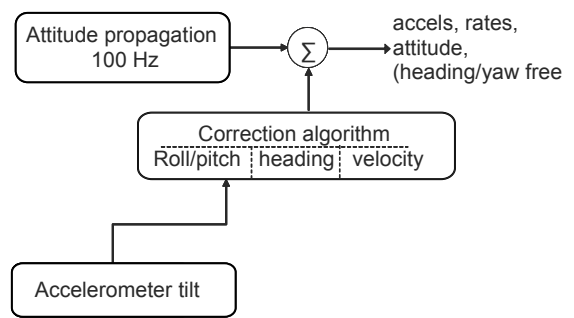 Attitude propagation
100 Hz
Σ
accels, rates,
attitude,
(heading/yaw free
Correction algorithm
Roll/pitch heading velocity
Accelerometer tilt